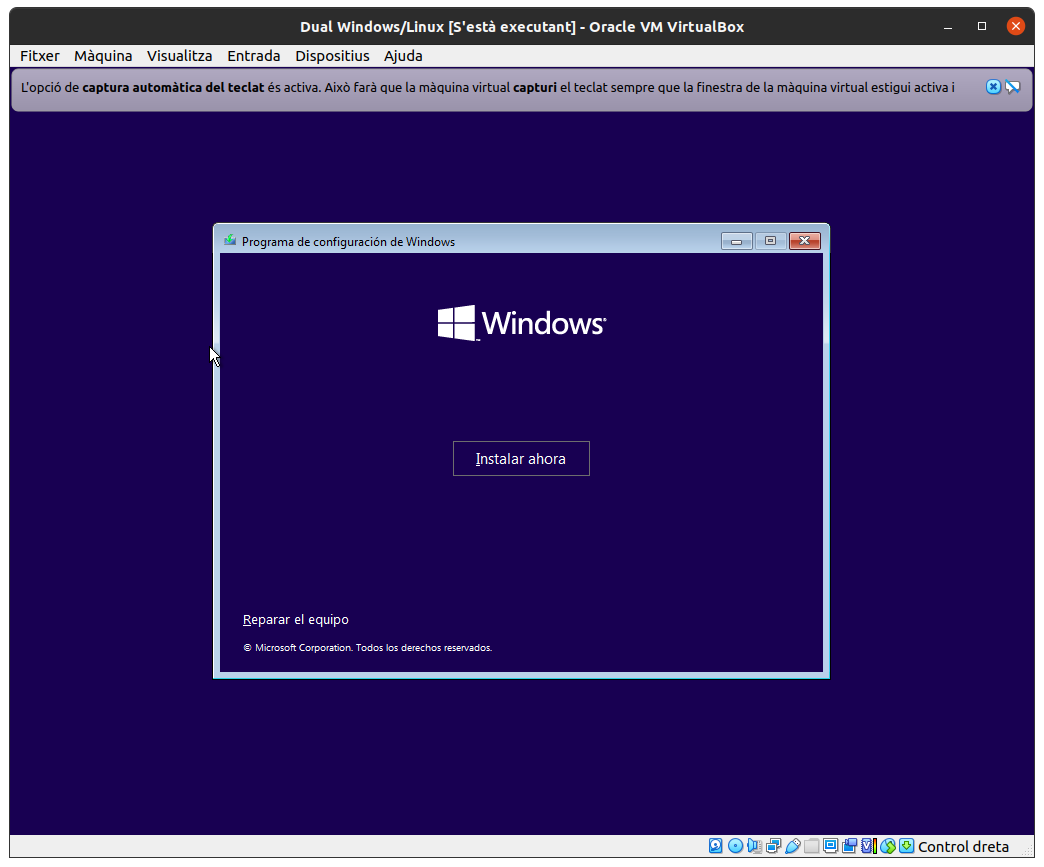 Dual Windows/Linux [S'està executant] - Oracle VM VirtualBox
Fitxer Màquina Visualitza Entrada Dispositius Ajuda
L'opció de captura automàtica del teclat és activa. Això farà que la màquina virtual capturi el teclat sempre que la finestra de la màquina virtual estigui activa i
Programa de configuración de Windows
Windows
Instalar ahora
Reparar el equipo
© Microsoft Corporation. Todos los derechos reservados.
Control dreta